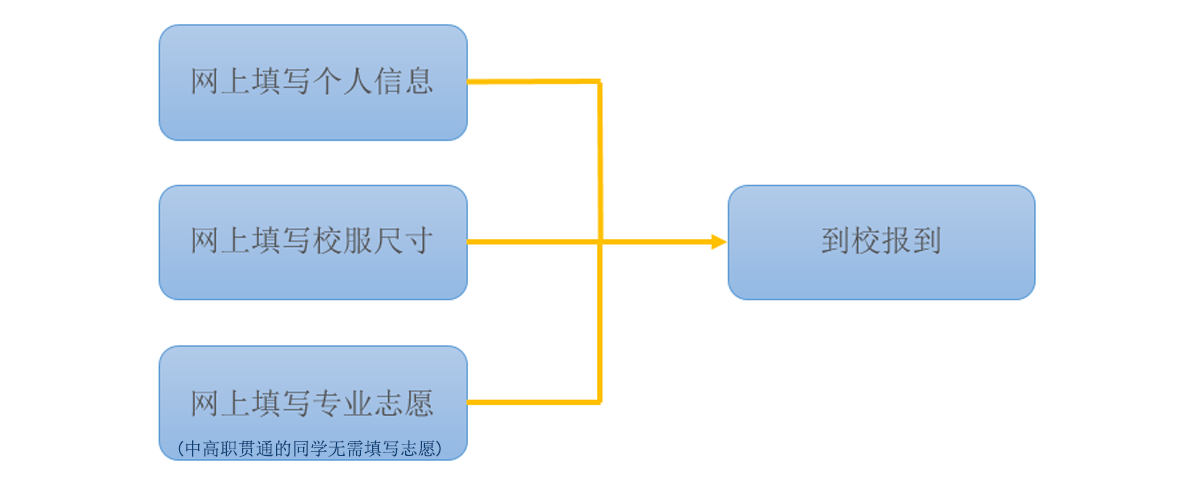 网上填写个人信息
网上填写校服尺寸
到校报到
网上填写专业志愿
(中高职贯通的同学无需填写志愿)